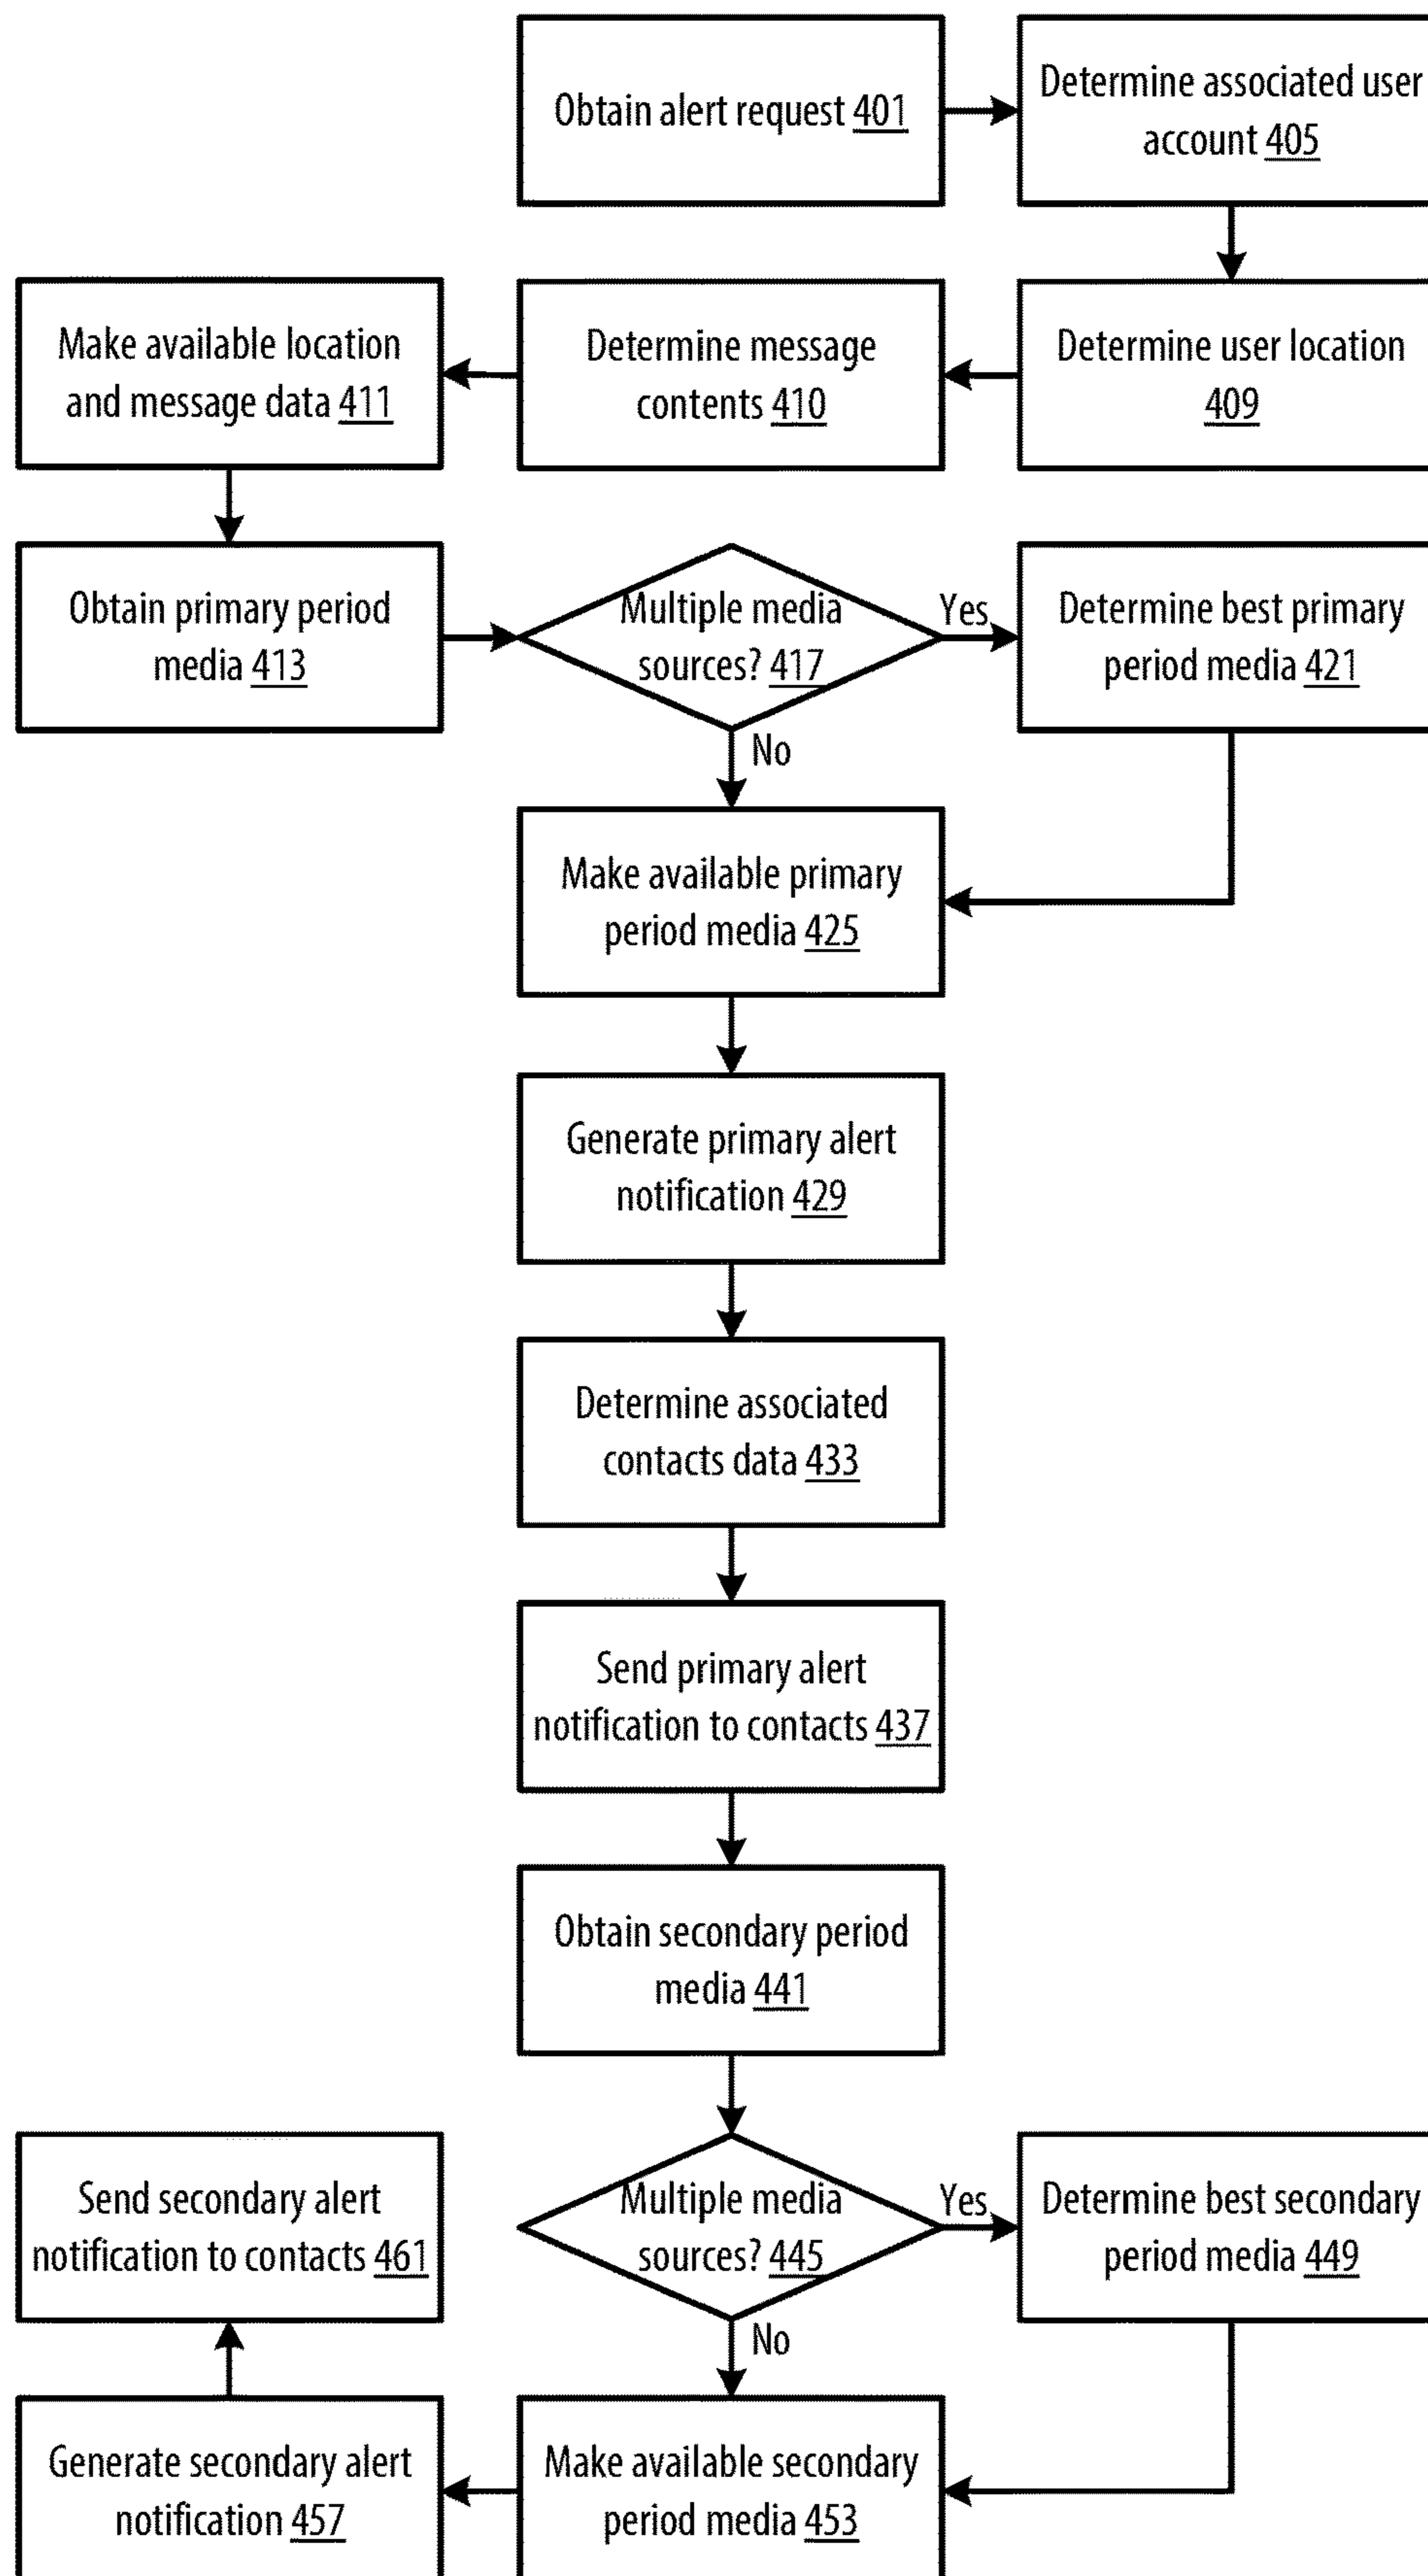 Obtain alert request 401
Determine associated user
account 405
Determine user location
409
Determine message
contents 410
Make available location
and message data 411
Obtain primary period
media 413
Multiple media
sources? 417
Yes
Determine best primary
period media 421
No
Make available primary
period media 425
Generate primary alert
notification 429
Determine associated
contacts data 433
Send primary alert
notification to contacts 437
Obtain secondary period
media 441
Multiple media
sources? 445
Yes
Determine best secondary
period media 449
No
Make available secondary
period media 453
Generate secondary alert
notification 457
Send secondary alert
notification to contacts 461